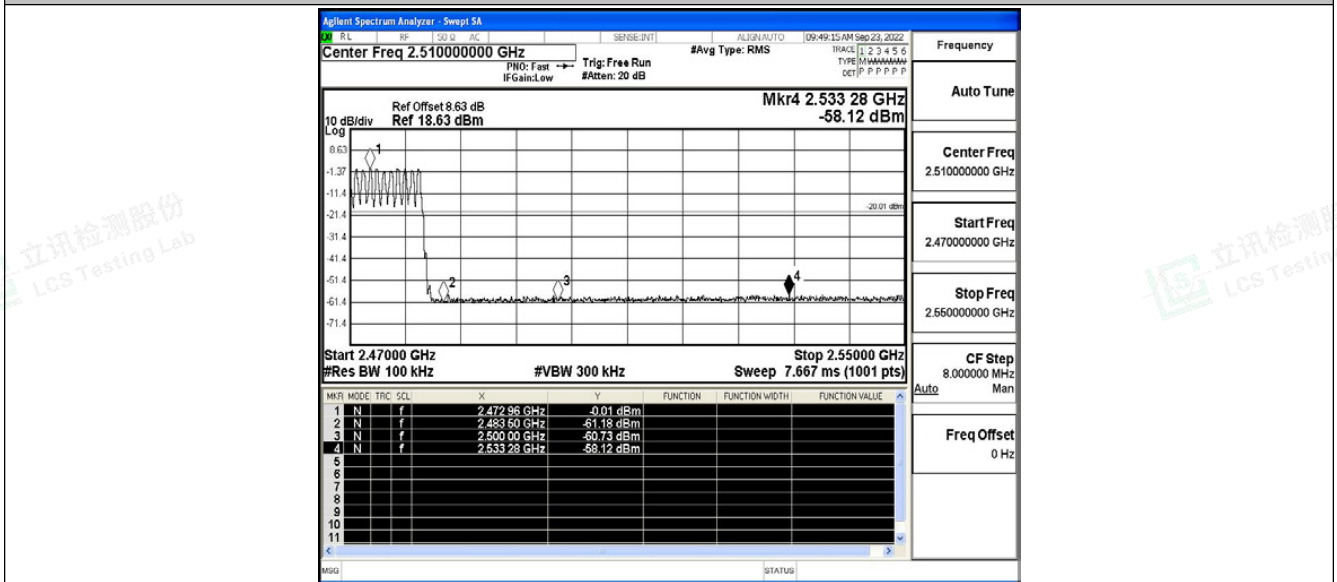 Agilent Spectrum Analyzer - Swept SA
RL RF 50 Ω AC SENSE:INT ALIGNAUTO 09:49:15 AM Sep 23, 2022
Center Freq 2.510000000 GHz
PNO: Fast
IFGain:Low
Trig: Free Run
#Atten: 20 dB
#Avg Type: RMS
TRACE 1 2 3 4 5 6
TYPE MWWWWW
DET P P P P P P
Mkr4 2.533 28 GHz
-58.12 dBm
Ref Offset 8.63 dB
10 dB/div Ref 18.63 dBm
Log
8.63
-1.37
-11.4
-21.4
-31.4
-41.4
-51.4
-61.4
-71.4
1
2
3
4
-20.01 dBm
Start 2.47000 GHz Stop 2.55000 GHz
#Res BW 100 kHz #VBW 300 kHz Sweep 7.667 ms (1001 pts)
MKR MODE TRC SCL X Y FUNCTION FUNCTION WIDTH FUNCTION VALUE
1 N f 2.472 96 GHz -0.01 dBm
2 N f 2.483 50 GHz -61.18 dBm
3 N f 2.500 00 GHz -60.73 dBm
4 N f 2.533 28 GHz -58.12 dBm
5
6
7
8
9
10
11
MSG STATUS
Frequency
Auto Tune
Center Freq
2.510000000 GHz
Start Freq
2.470000000 GHz
Stop Freq
2.550000000 GHz
CF Step
8.000000 MHz
Auto Man
Freq Offset
0 Hz
立讯检测股份
LCS Testing Lab
LCS
立讯检测
LCS Testin